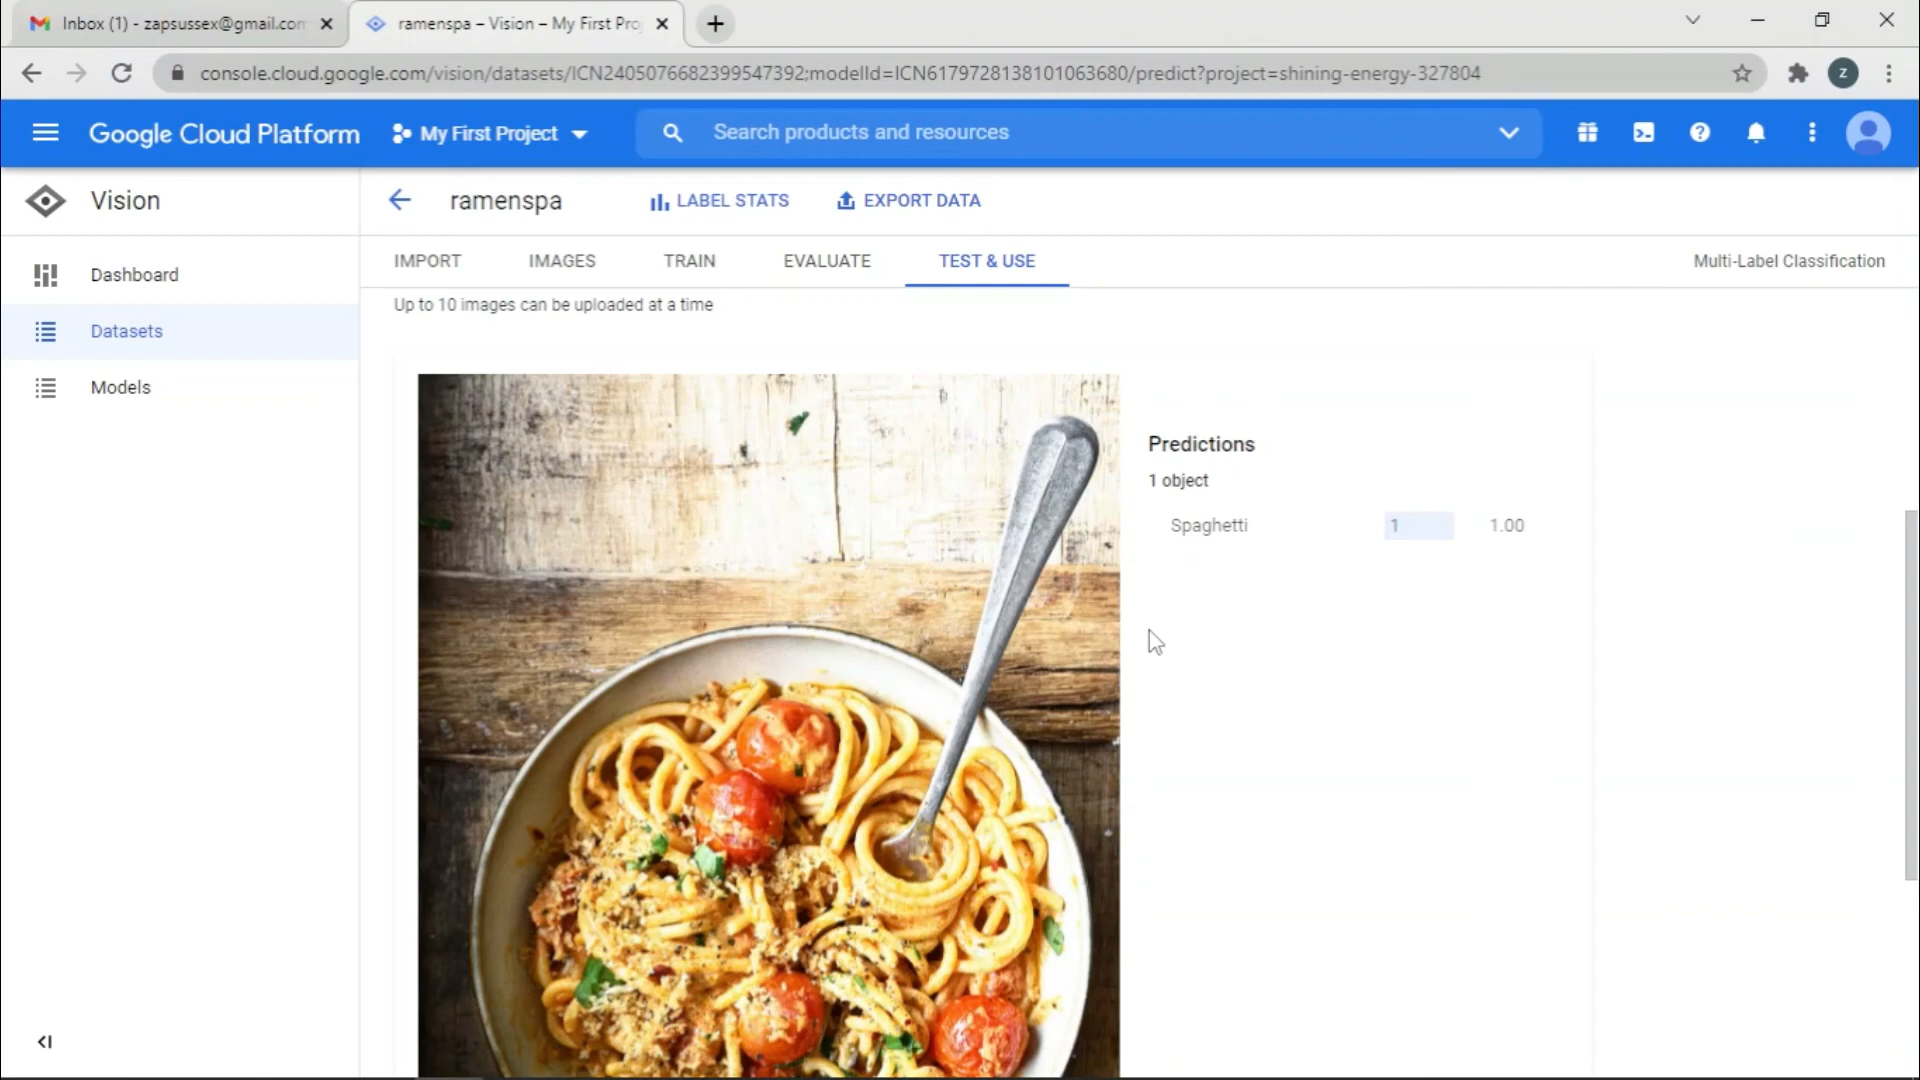 Inbox (1) - zapsussex@gmail.com
ramenspa – Vision – My First Pro
console.cloud.google.com/vision/datasets/ICN2405076682399547392;modelId=ICN6179728138101063680/predict?project=shining-energy-327804
z
Google Cloud Platform
My First Project
Search products and resources
Vision
ramenspa
LABEL STATS
EXPORT DATA
Dashboard
Datasets
Models
IMPORT
IMAGES
TRAIN
EVALUATE
TEST & USE
Multi-Label Classification
Up to 10 images can be uploaded at a time
Predictions
1 object
Spaghetti 1 1.00